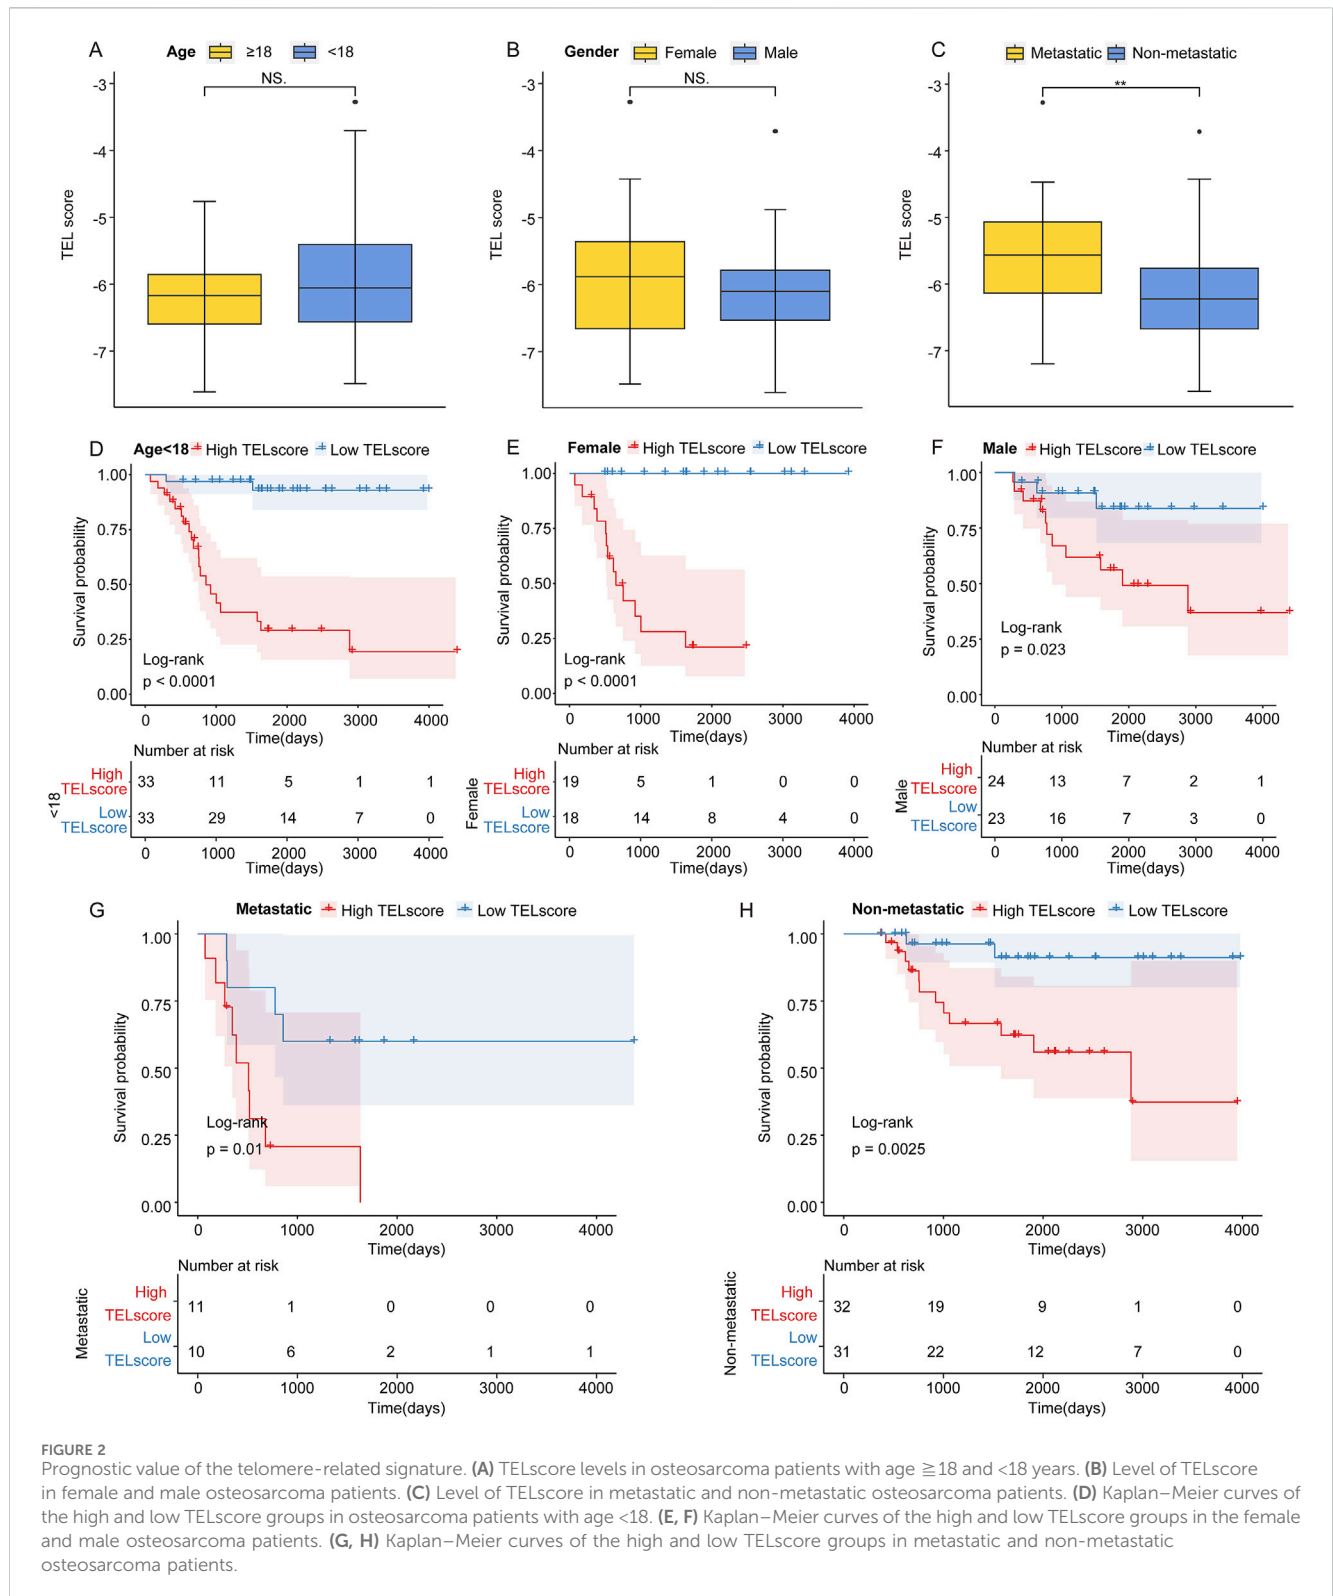 A Age ≥18 <18
NS.
-3
-4
-5
-6
-7
TEL score
B Gender Female Male
NS.
-3
-4
-5
-6
-7
TEL score
C Metastatic Non-metastatic
**
-3
-4
-5
-6
-7
TEL score
D Age<18 High TELscore Low TELscore
1.00
0.75
0.50
0.25
0.00
Survival probability
Log-rank
p < 0.0001
0 1000 2000 3000 4000
Time(days)
Number at risk
<18
High
TELscore
33 11 5 1 1
Low
TELscore
33 29 14 7 0
0 1000 2000 3000 4000
Time(days)
E Female High TELscore Low TELscore
1.00
0.75
0.50
0.25
0.00
Survival probability
Log-rank
p < 0.0001
0 1000 2000 3000 4000
Time(days)
Number at risk
Female
High
TELscore
19 5 1 0 0
Low
TELscore
18 14 8 4 0
0 1000 2000 3000 4000
Time(days)
F Male High TELscore Low TELscore
1.00
0.75
0.50
0.25
0.00
Survival probability
Log-rank
p = 0.023
0 1000 2000 3000 4000
Time(days)
Number at risk
Male
High
TELscore
24 13 7 2 1
Low
TELscore
23 16 7 3 0
0 1000 2000 3000 4000
Time(days)
G Metastatic High TELscore Low TELscore
1.00
0.75
0.50
0.25
0.00
Survival probability
Log-rank
p = 0.01
0 1000 2000 3000 4000
Time(days)
Number at risk
Metastatic
High
TELscore
11 1 0 0 0
Low
TELscore
10 6 2 1 1
0 1000 2000 3000 4000
Time(days)
H Non-metastatic High TELscore Low TELscore
1.00
0.75
0.50
0.25
0.00
Survival probability
Log-rank
p = 0.0025
0 1000 2000 3000 4000
Time(days)
Number at risk
Non-metastatic
High
TELscore
32 19 9 1 0
Low
TELscore
31 22 12 7 0
0 1000 2000 3000 4000
Time(days)
FIGURE 2
Prognostic value of the telomere-related signature. (A) TELscore levels in osteosarcoma patients with age ≧18 and <18 years. (B) Level of TELscore
in female and male osteosarcoma patients. (C) Level of TELscore in metastatic and non-metastatic osteosarcoma patients. (D) Kaplan–Meier curves of
the high and low TELscore groups in osteosarcoma patients with age <18. (E, F) Kaplan–Meier curves of the high and low TELscore groups in the female
and male osteosarcoma patients. (G, H) Kaplan–Meier curves of the high and low TELscore groups in metastatic and non-metastatic
osteosarcoma patients.